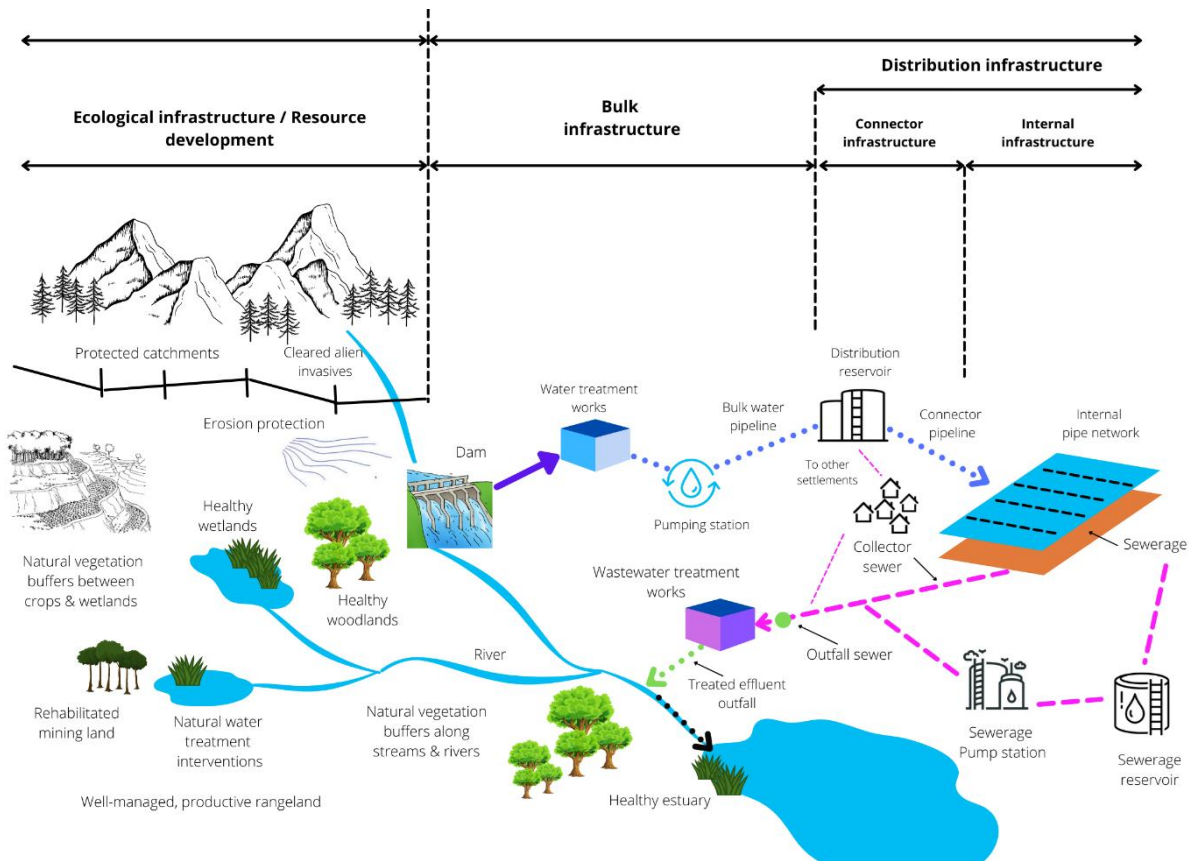 Distribution infrastructure
Ecological infrastructure / Resource
development
Bulk
infrastructure
Connector
infrastructure
Internal
infrastructure
Protected catchments
Cleared alien
invasives
Erosion protection
Natural vegetation
buffers between
crops & wetlands
Healthy
wetlands
Healthy
woodlands
Rehabilitated
mining land
Natural water
treatment
interventions
Well-managed, productive rangeland
River
Natural vegetation
buffers along
streams & rivers
Healthy estuary
Dam
Water treatment
works
Pumping station
Bulk water
pipeline
Distribution
reservoir
To other
settlements
Connector
pipeline
Internal
pipe network
Sewerage
Collector
sewer
Wastewater treatment
works
Outfall sewer
Treated effluent
outfall
Sewerage
Pump station
Sewerage
reservoir